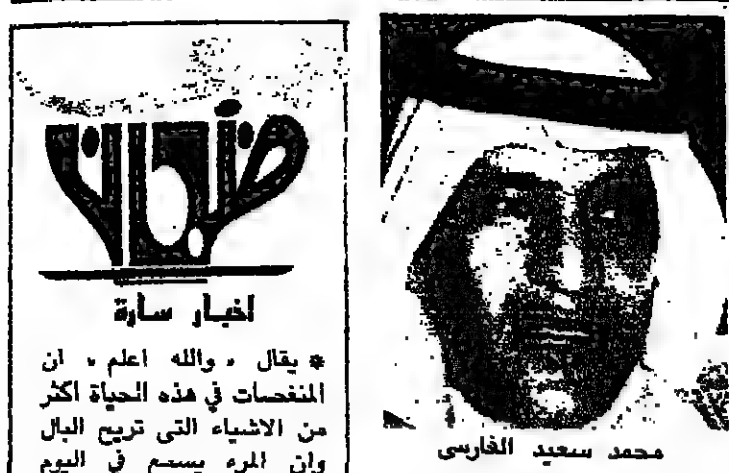 اخبار سارة
* يقال « والله اعلم » ان
المنغصات في هذه الحياة اكثر
من الاشياء التى تريح البال
وان المرء يسمع في اليوم
محمد سعيد الفارسى